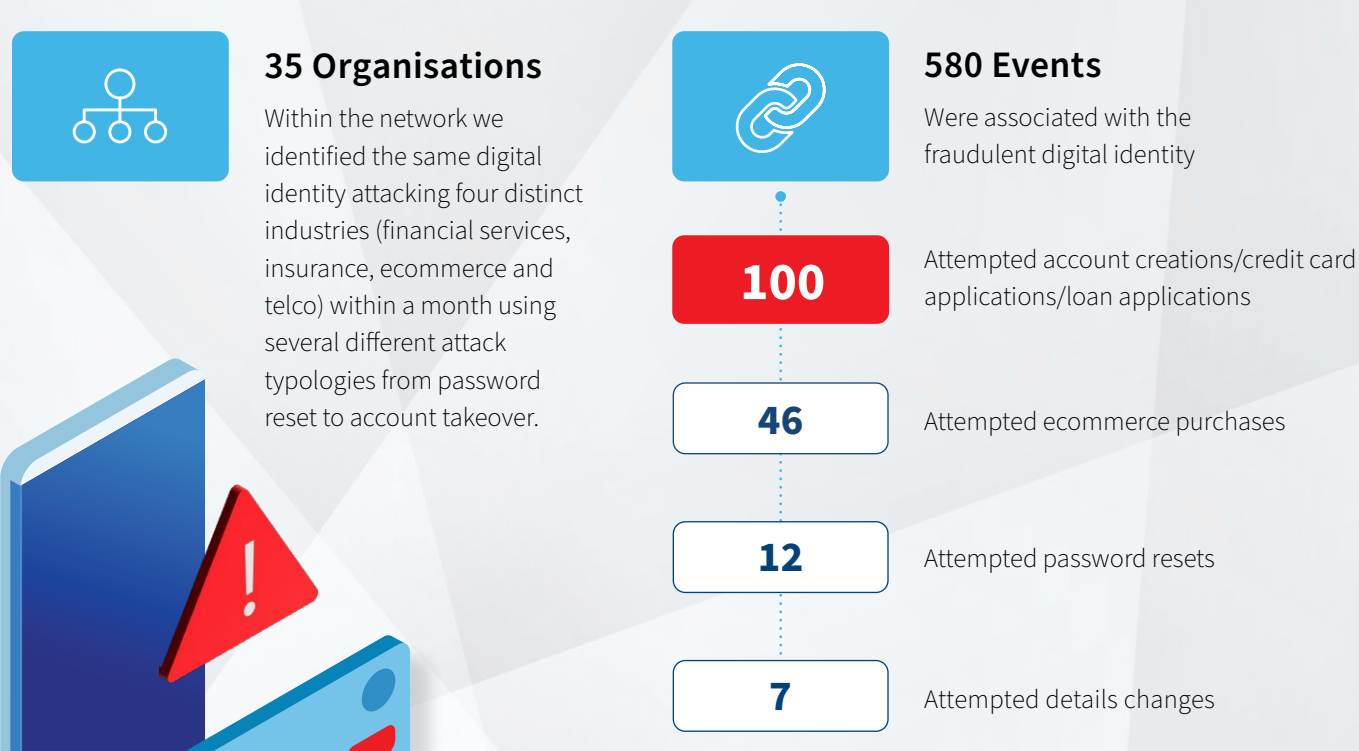 35 Organisations
Within the network we
identified the same digital
identity attacking four distinct
industries (financial services,
insurance, ecommerce and
telco) within a month using
several different attack
typologies from password
reset to account takeover.
580 Events
Were associated with the
fraudulent digital identity
100
Attempted account creations/credit card
applications/loan applications
46
Attempted ecommerce purchases
12
Attempted password resets
7
Attempted details changes
!